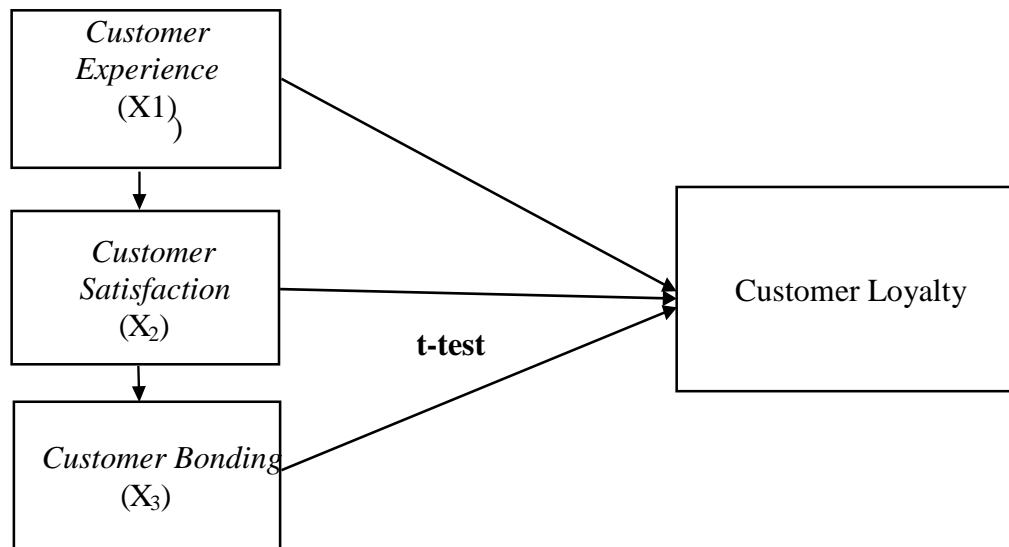 Customer
Experience
(X1)
)
Customer
Satisfaction
(X₂)
Customer Loyalty
t-test
Customer Bonding
(X₃)